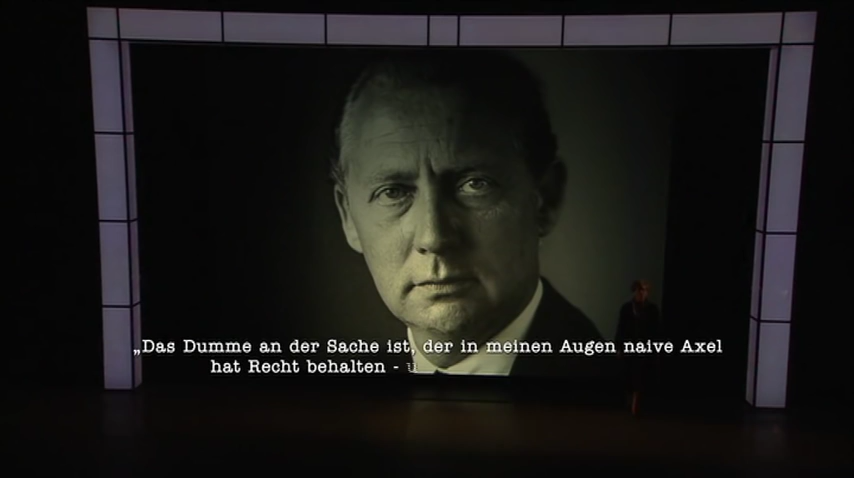 „Das Dumme an der Sache ist, der in meinen Augen naive Axel
hat Recht behalten - u